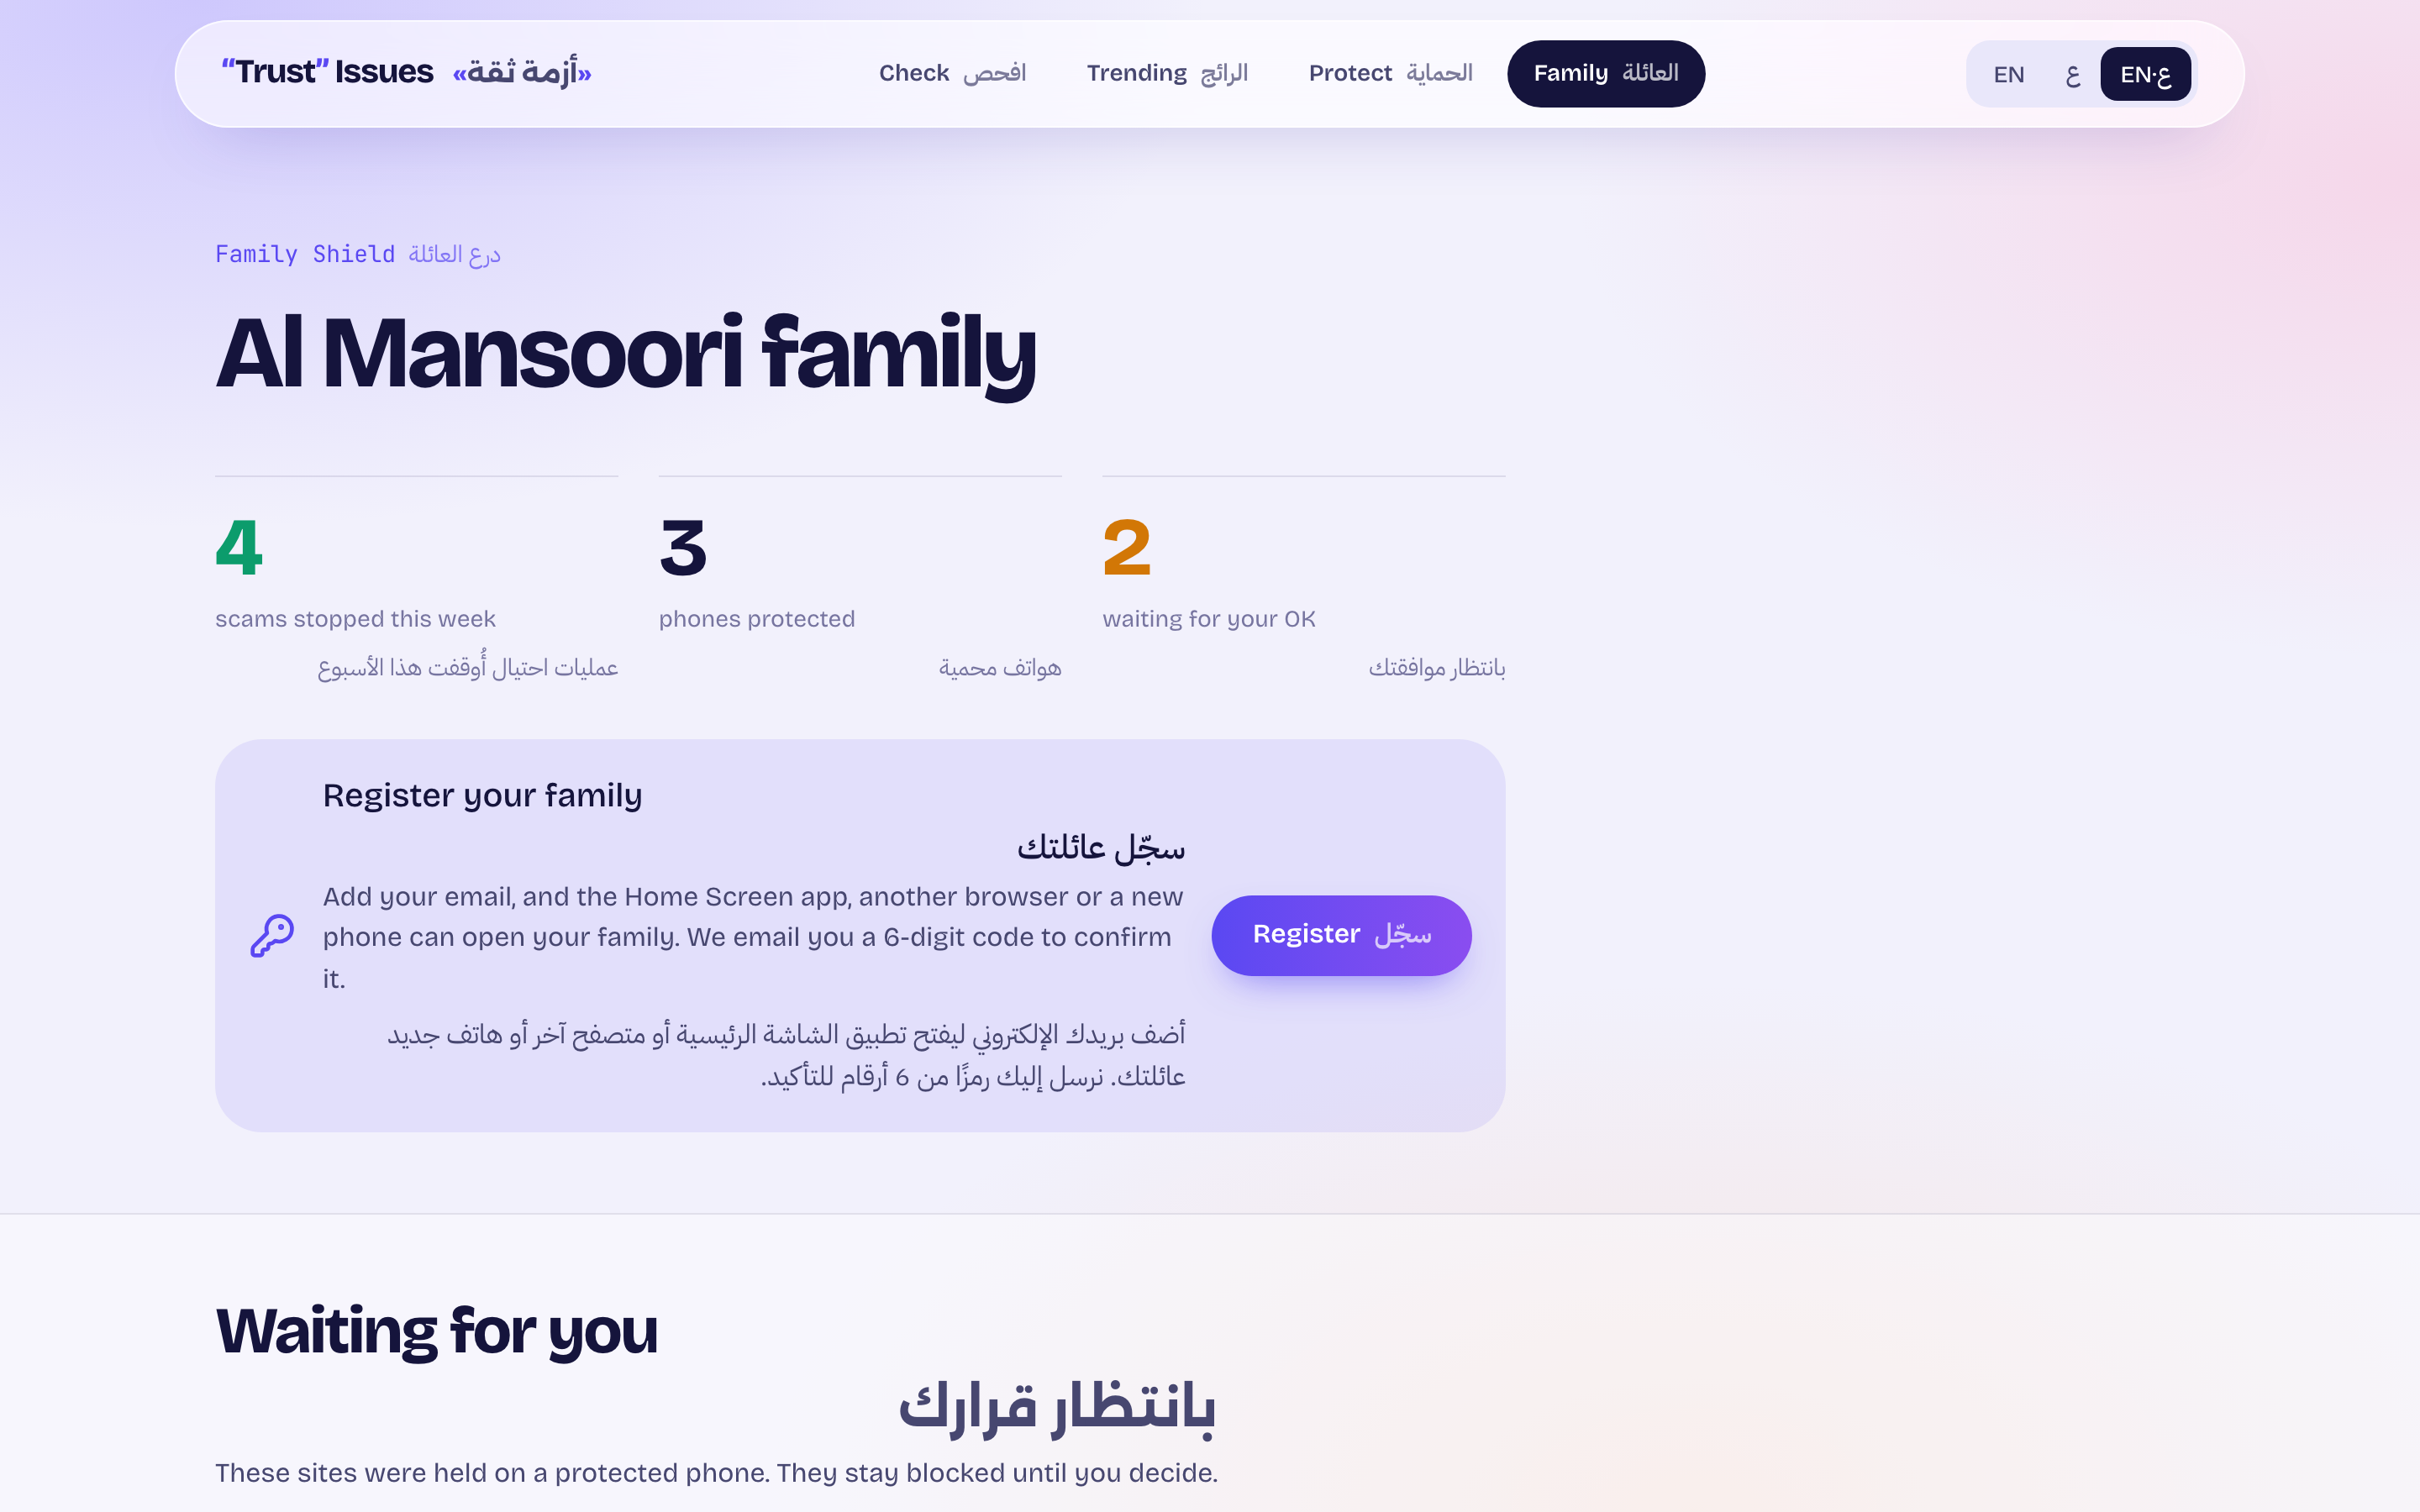 “Trust” Issues «أزمة ثقة»
Check افحص
Trending الرائج
Protect الحماية
Family العائلة
EN
ع
EN·ع
Family Shield درع العائلة
Al Mansoori family
4
scams stopped this week
عمليات احتيال أُوقفت هذا الأسبوع
3
phones protected
هواتف محمية
2
waiting for your OK
بانتظار موافقتك
Register your family
سجّل عائلتك
Add your email, and the Home Screen app, another browser or a new
phone can open your family. We email you a 6-digit code to confirm
it.
أضف بريدك الإلكتروني ليفتح تطبيق الشاشة الرئيسية أو متصفح آخر أو هاتف جديد
عائلتك. نرسل إليك رمزًا من 6 أرقام للتأكيد.
Register سجّل
Waiting for you
بانتظار قرارك
These sites were held on a protected phone. They stay blocked until you decide.